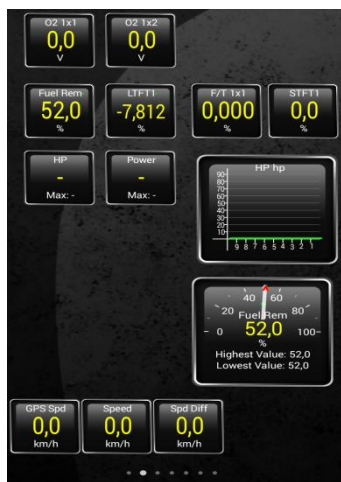 O2 1x1
0,0
V
O2 1x2
0,0
V
Fuel Rem
52,0
%
LTFT1
-7,812
%
F/T 1x1
0,000
%
STFT1
0,0
%
HP
-
Max: -
Power
-
Max: -
HP hp
90
80
70
60
50
40
30
20
10
9 8 7 6 5 4 3 2 1
40 60
20 80
0 100
Fuel Rem
52,0
%
Highest Value: 52,0
Lowest Value: 52,0
GPS Spd
0,0
km/h
Speed
0,0
km/h
Spd Diff
0,0
km/h